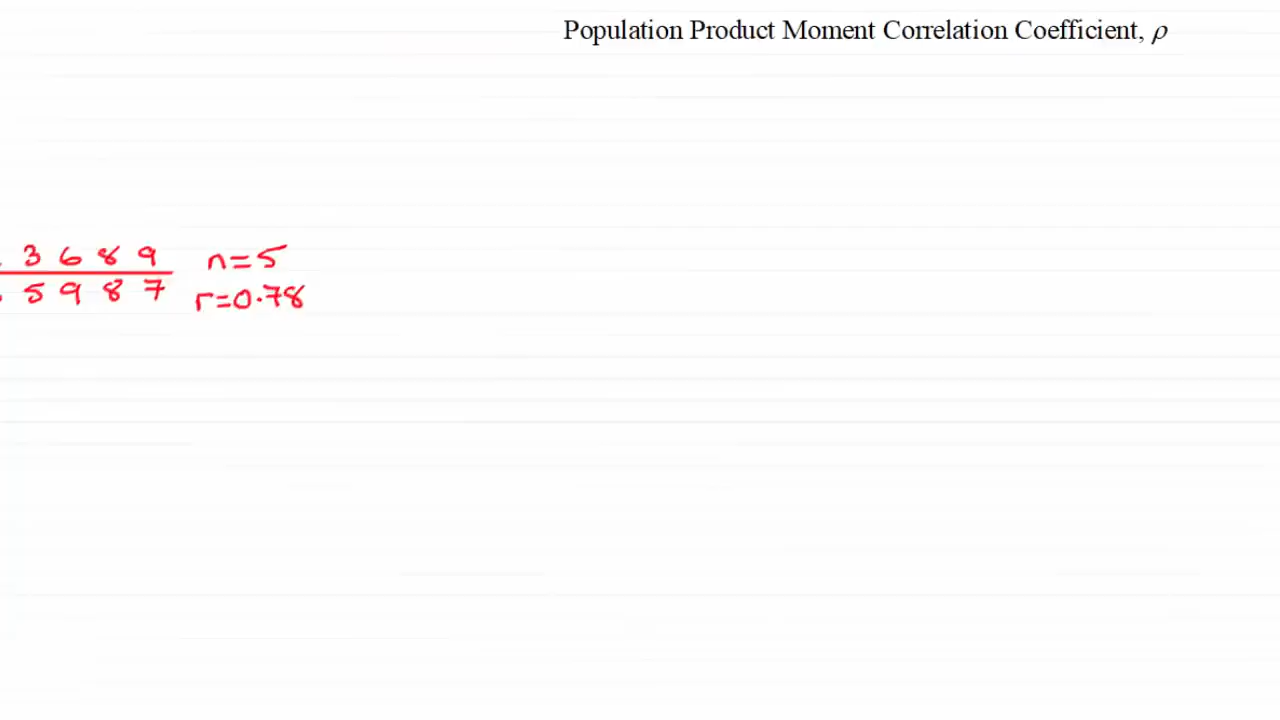 Population Product Moment Correlation Coefficient, ρ
3 6 8 9 n=5
5 9 8 7 r=0.78